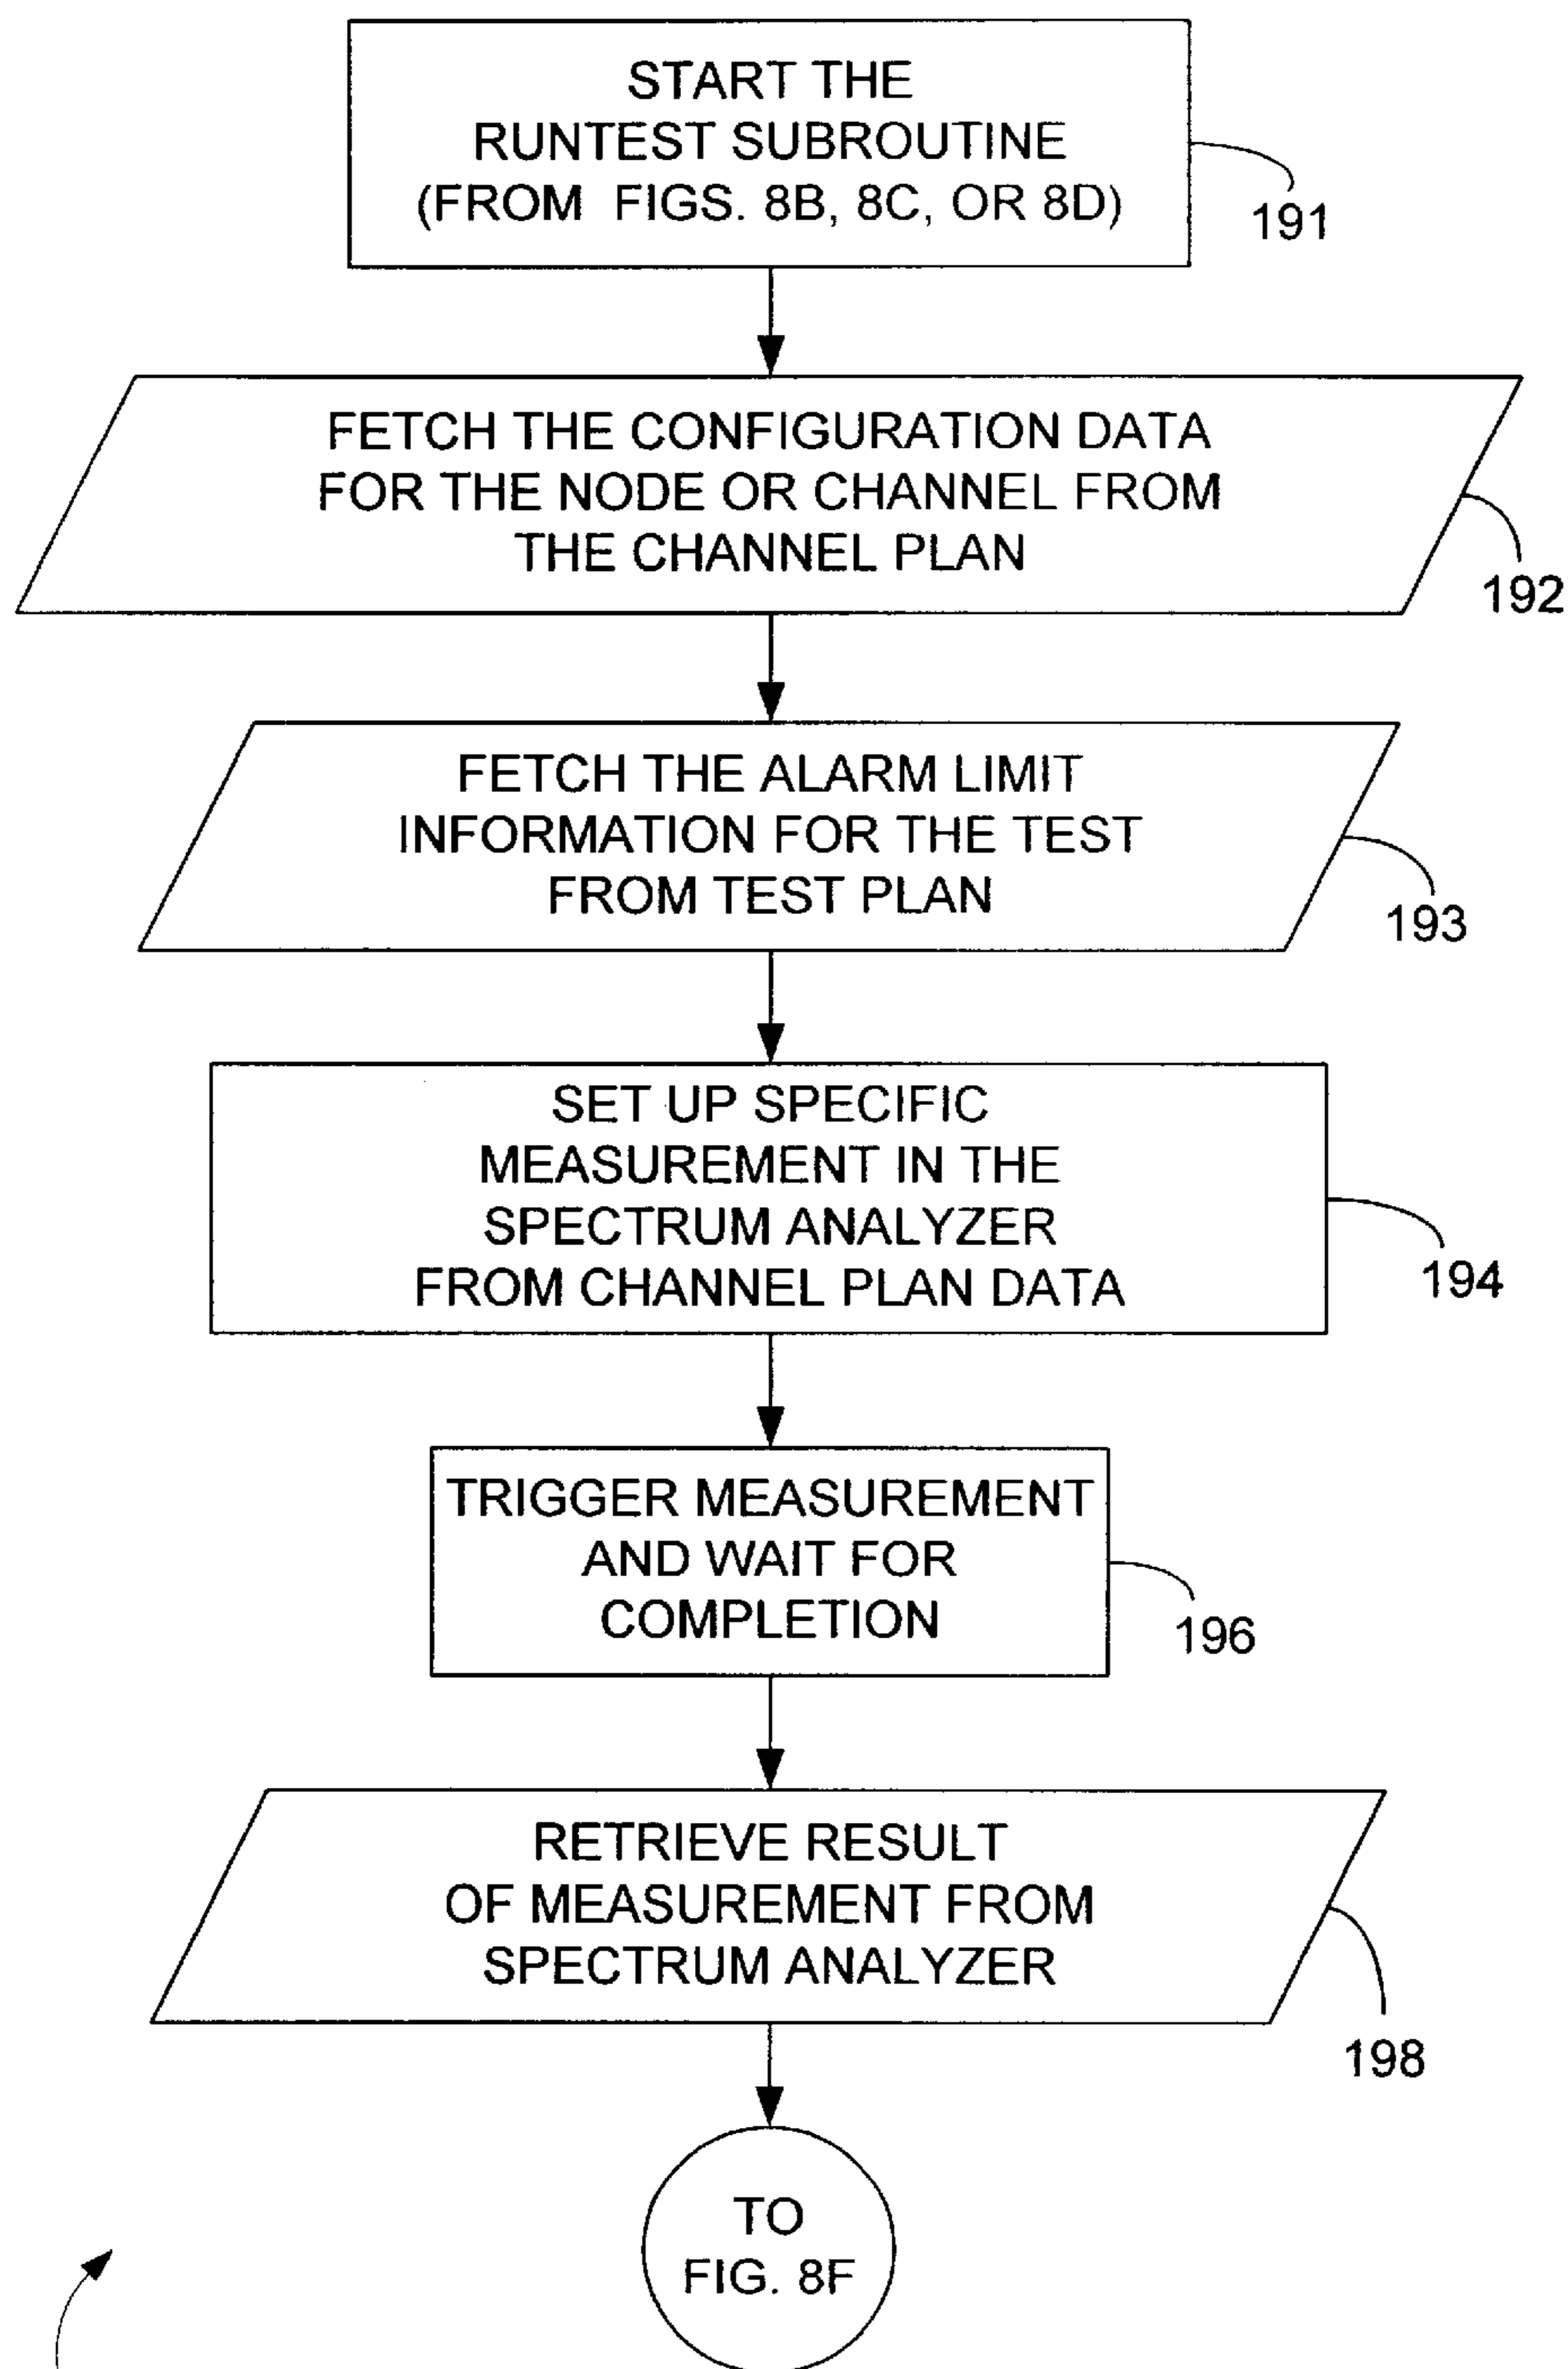 START THE
RUNTEST SUBROUTINE
(FROM FIGS. 8B, 8C, OR 8D)
191
FETCH THE CONFIGURATION DATA
FOR THE NODE OR CHANNEL FROM
THE CHANNEL PLAN
192
FETCH THE ALARM LIMIT
INFORMATION FOR THE TEST
FROM TEST PLAN
193
SET UP SPECIFIC
MEASUREMENT IN THE
SPECTRUM ANALYZER
FROM CHANNEL PLAN DATA
194
TRIGGER MEASUREMENT
AND WAIT FOR
COMPLETION
196
RETRIEVE RESULT
OF MEASUREMENT FROM
SPECTRUM ANALYZER
198
TO
FIG. 8F